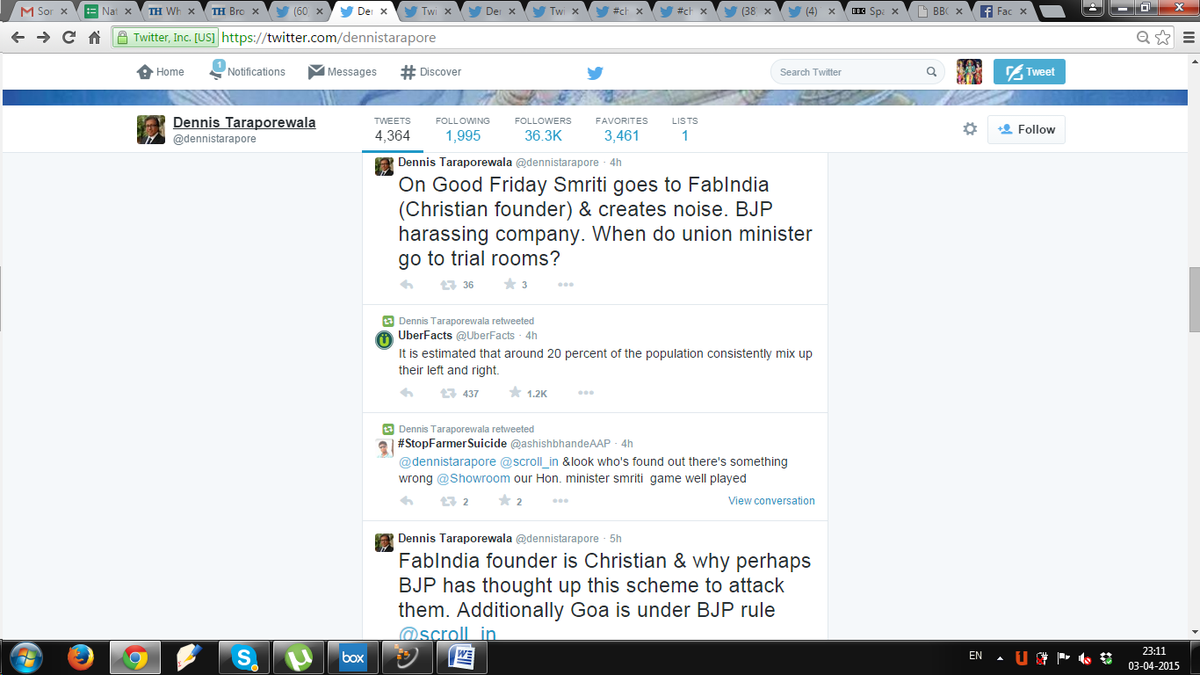 Sor
Nat
TH Wh
TH Bro
(60
De
Twi
De
Twi
#ch
#ch
(38
(4)
BBC Spa
BBC
Fac
Twitter, Inc. [US] https://twitter.com/dennistarapore
Home
1
Notifications
Messages
Discover
Search Twitter
Tweet
Dennis Taraporewala
@dennistarapore
TWEETS
4,364
FOLLOWING
1,995
FOLLOWERS
36.3K
FAVORITES
3,461
LISTS
1
Follow
Dennis Taraporewala @dennistarapore · 4h
On Good Friday Smriti goes to FabIndia
(Christian founder) & creates noise. BJP
harassing company. When do union minister
go to trial rooms?
36 3
Dennis Taraporewala retweeted
UberFacts @UberFacts · 4h
It is estimated that around 20 percent of the population consistently mix up
their left and right.
437 1.2K
Dennis Taraporewala retweeted
#StopFarmerSuicide @ashishbhandeAAP · 4h
@dennistarapore @scroll_in &look who's found out there's something
wrong @Showroom our Hon. minister smriti game well played
2 2 View conversation
Dennis Taraporewala @dennistarapore · 5h
FabIndia founder is Christian & why perhaps
BJP has thought up this scheme to attack
them. Additionally Goa is under BJP rule
@scroll_in
box
EN
23:11
03-04-2015